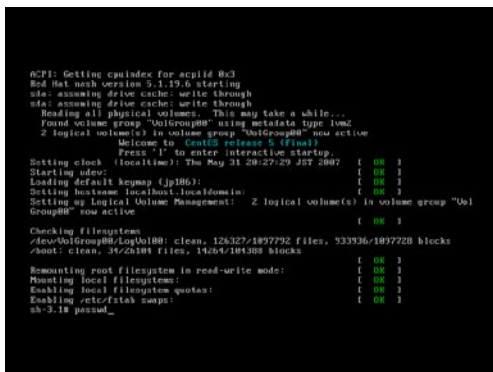 ACPI: Getting cpuindex for acpiid 0x3
Red Hat nash version 5.1.19.6 starting
sda: assuming drive cache: write through
sda: assuming drive cache: write through
Reading all physical volumes.  This may take a while...
Found volume group "VolGroup00" using metadata type lvm2
2 logical volume(s) in volume group "VolGroup00" now active
Welcome to  CentOS release 5 (Final)
Press 'I' to enter interactive startup.
Setting clock  (localtime): Thu May 31 20:27:29 JST 2007 [  OK  ]
Starting udev: [  OK  ]
Loading default keymap (jp106): [  OK  ]
Setting hostname localhost.localdomain: [  OK  ]
Setting up Logical Volume Management:   2 logical volume(s) in volume group "Vol
Group00" now active
[  OK  ]
Checking filesystems
/dev/VolGroup00/LogVol00: clean, 126327/1097792 files, 933936/1097728 blocks
/boot: clean, 34/26104 files, 14264/104388 blocks
[  OK  ]
Remounting root filesystem in read-write mode: [  OK  ]
Mounting local filesystems: [  OK  ]
Enabling local filesystem quotas: [  OK  ]
Enabling /etc/fstab swaps: [  OK  ]
sh-3.1# passwd_